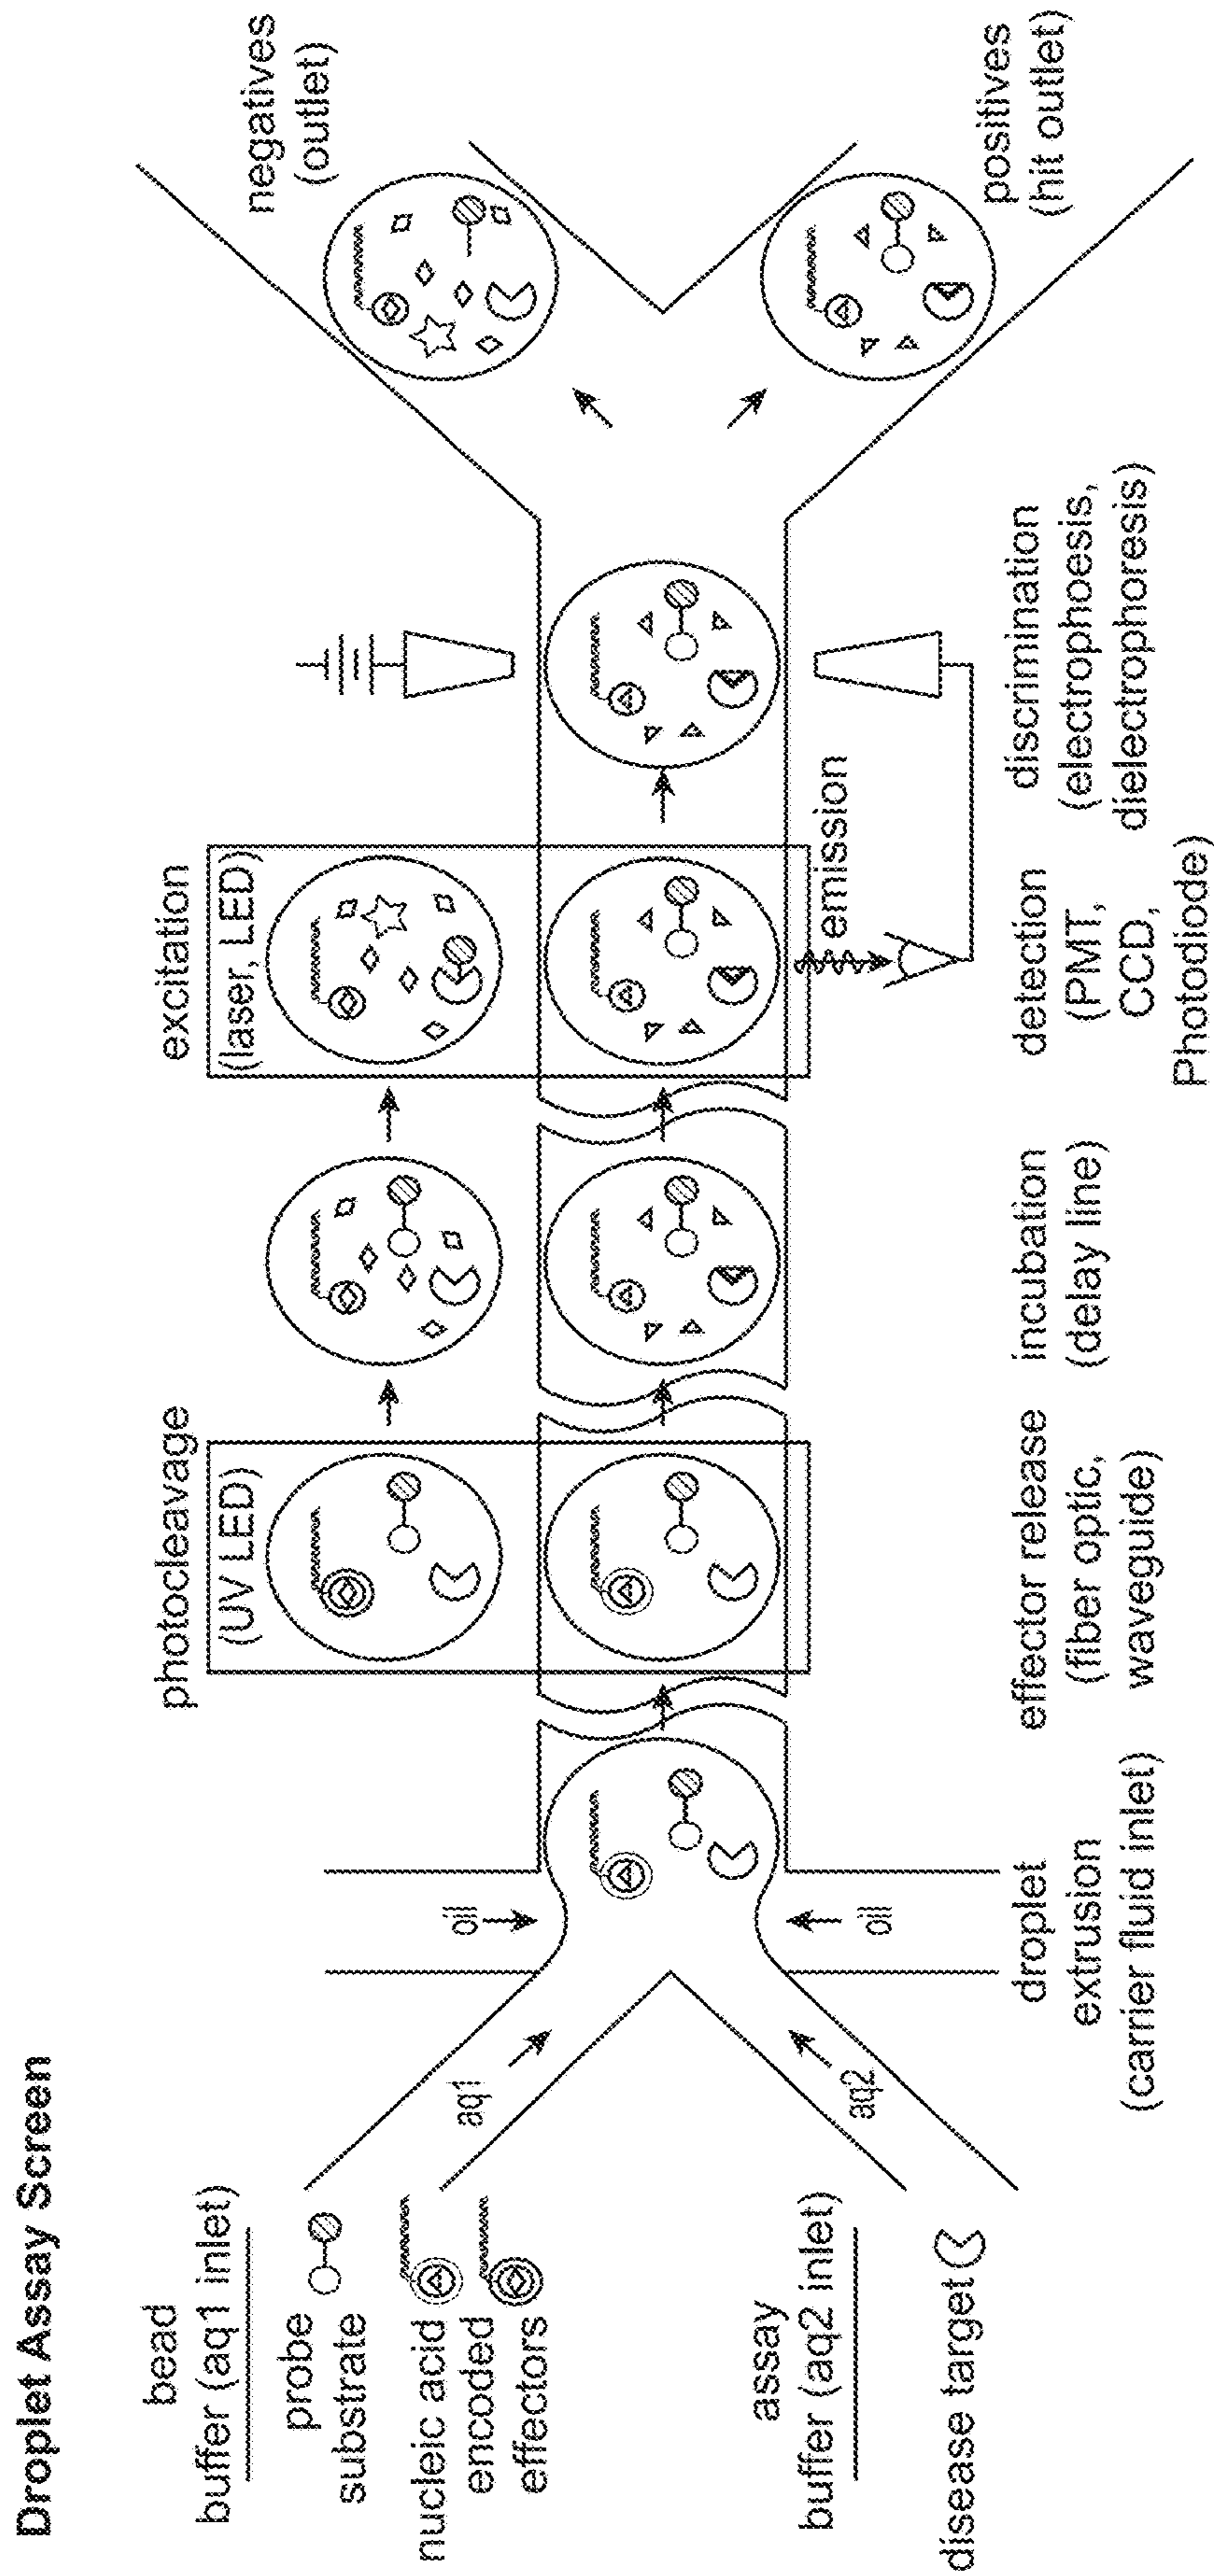 Droplet Assay Screen
bead
buffer (aq1 inlet)
probe
substrate
nucleic acid
encoded
effectors
assay
buffer (aq2 inlet)
disease target
aq1
aq2
oil
oil
droplet
extrusion
(carrier fluid inlet)
photocleavage
(UV LED)
effector release
(fiber optic,
waveguide)
incubation
(delay line)
excitation
(laser, LED)
emission
detection
(PMT,
CCD,
Photodiode)
discrimination
(electrophoesis,
dielectrophoresis)
negatives
(outlet)
positives
(hit outlet)